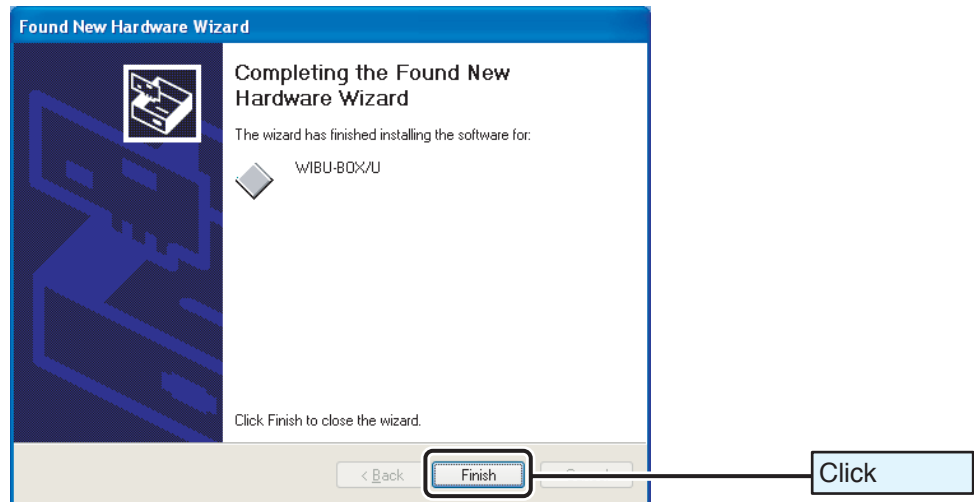 Found New Hardware Wizard
Completing the Found New
Hardware Wizard
The wizard has finished installing the software for:
WIBU-BOX/U
Click Finish to close the wizard.
< Back
Finish
Click